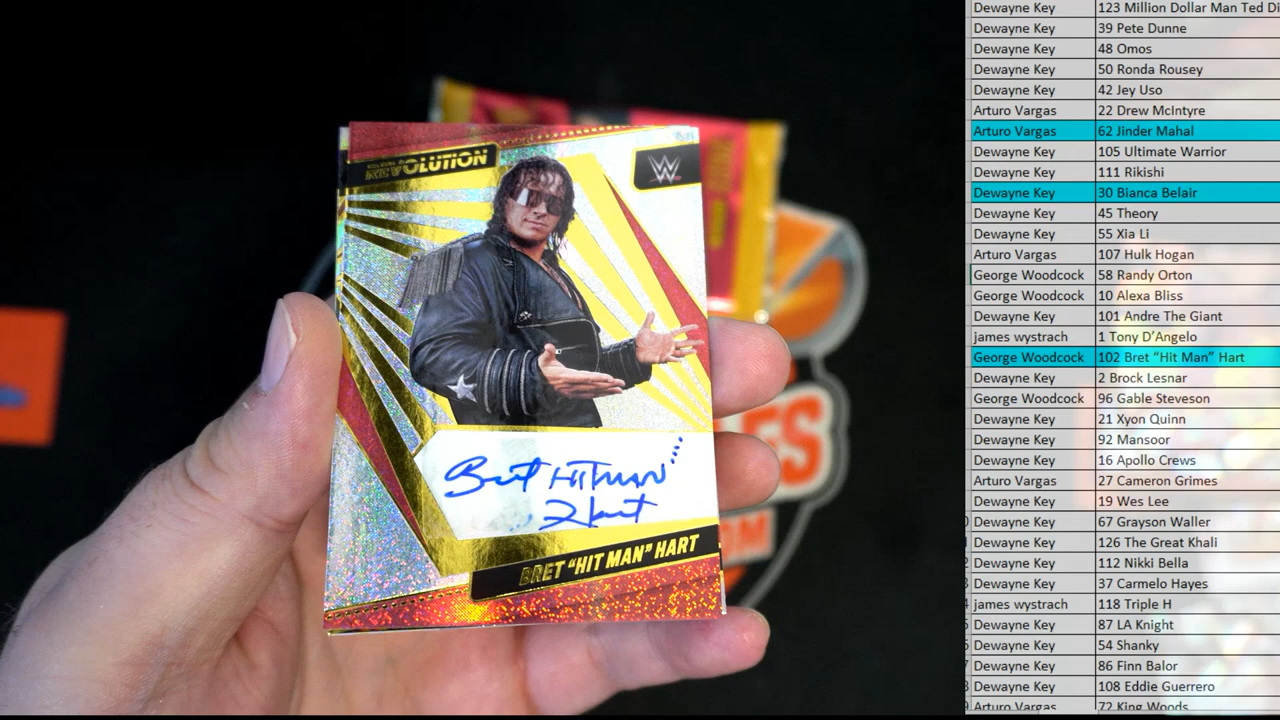 REVOLUTION
W
Bret HITMAN
Hart
BRET "HIT MAN" HART
Dewayne Key 123 Million Dollar Man Ted Di
Dewayne Key 39 Pete Dunne
Dewayne Key 48 Omos
Dewayne Key 50 Ronda Rousey
Dewayne Key 42 Jey Uso
Arturo Vargas 22 Drew McIntyre
Arturo Vargas 62 Jinder Mahal
Dewayne Key 105 Ultimate Warrior
Dewayne Key 111 Rikishi
Dewayne Key 30 Bianca Belair
Dewayne Key 45 Theory
Dewayne Key 55 Xia Li
Arturo Vargas 107 Hulk Hogan
George Woodcock 58 Randy Orton
George Woodcock 10 Alexa Bliss
Dewayne Key 101 Andre The Giant
james wystrach 1 Tony D’Angelo
George Woodcock 102 Bret “Hit Man” Hart
Dewayne Key 2 Brock Lesnar
George Woodcock 96 Gable Steveson
Dewayne Key 21 Xyon Quinn
Dewayne Key 92 Mansoor
Dewayne Key 16 Apollo Crews
Arturo Vargas 27 Cameron Grimes
Dewayne Key 19 Wes Lee
Dewayne Key 67 Grayson Waller
Dewayne Key 126 The Great Khali
Dewayne Key 112 Nikki Bella
Dewayne Key 37 Carmelo Hayes
james wystrach 118 Triple H
Dewayne Key 87 LA Knight
Dewayne Key 54 Shanky
Dewayne Key 86 Finn Balor
Dewayne Key 108 Eddie Guerrero
Arturo Vargas 72 King Woods